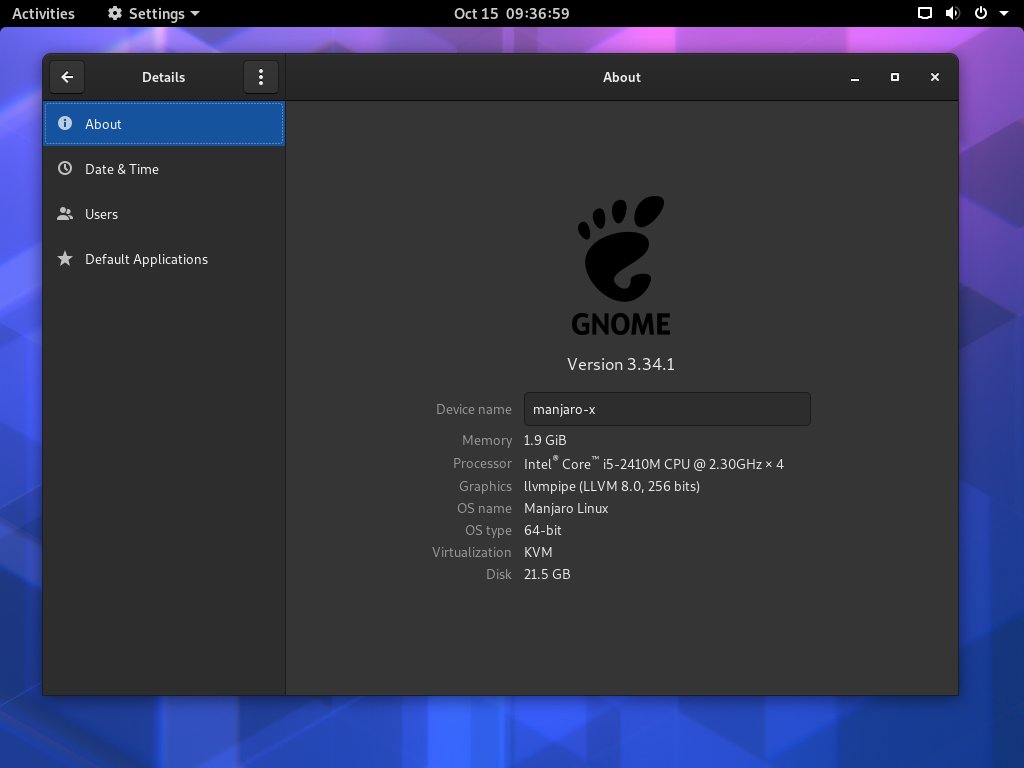 Activities Settings Oct 15 09:36:59
Details About
About
Date & Time
Users
Default Applications
GNOME
Version 3.34.1
Device name manjaro-x
Memory 1.9 GiB
Processor Intel® Core™ i5-2410M CPU @ 2.30GHz × 4
Graphics llvmpipe (LLVM 8.0, 256 bits)
OS name Manjaro Linux
OS type 64-bit
Virtualization KVM
Disk 21.5 GB